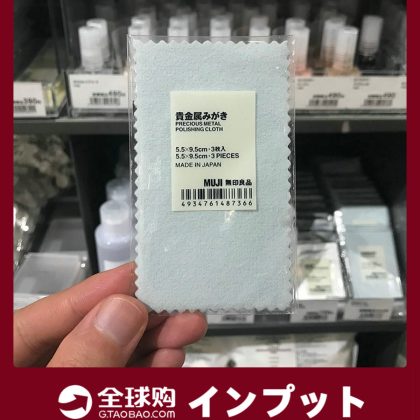 貴金属みがき
PRECIOUS METAL
POLISHING CLOTH
5.5×9.5cm・3枚入
5.5×9.5cm・3 PIECES
MADE IN JAPAN
MUJI 無印良品
4934761487366
全球购
G.TAOBAO.COM
インプット